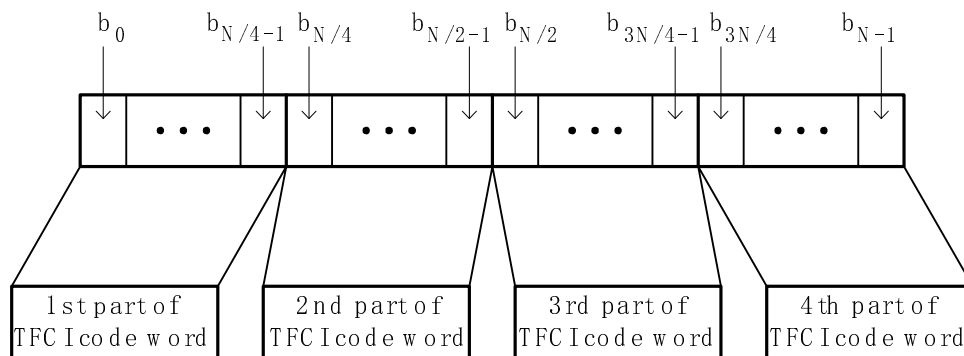 b0 bN/4-1 bN/4 bN/2-1 bN/2 b3N/4-1 b3N/4 bN-1
1st part of
TFCI code word
2nd part of
TFCI code word
3rd part of
TFCI code word
4th part of
TFCI code word